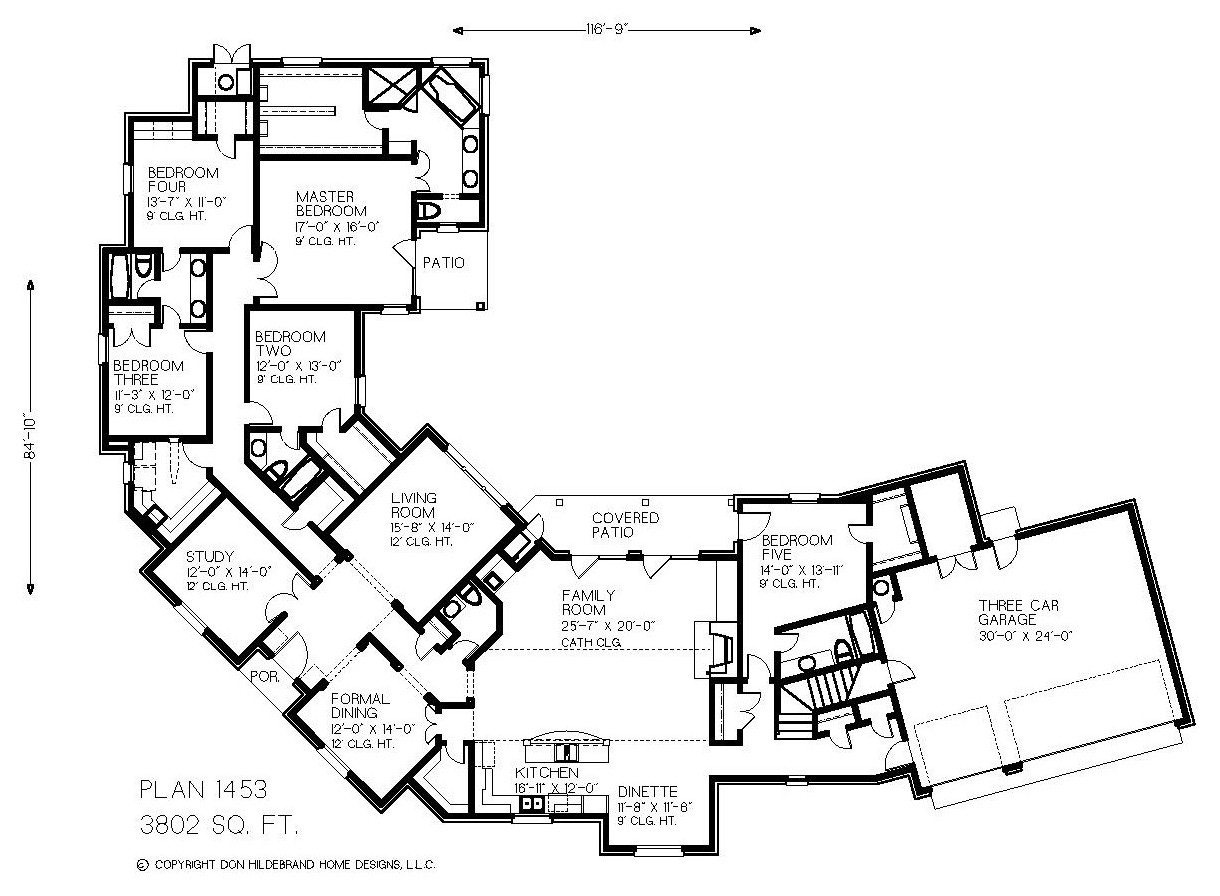 116'-9"
84'-10"
BEDROOM
FOUR
13'-7" X 11'-0"
9' CLG. HT.
MASTER
BEDROOM
17'-0" X 16'-0"
9' CLG. HT.
PATIO
BEDROOM
TWO
12'-0" X 13'-0"
9' CLG. HT.
BEDROOM
THREE
11'-3" X 12'-0"
9' CLG. HT.
LIVING
ROOM
15'-8" X 14'-0"
12' CLG. HT.
STUDY
12'-0" X 14'-0"
12' CLG. HT.
COVERED
PATIO
BEDROOM
FIVE
14'-0" X 13'-11"
9' CLG. HT.
FAMILY
ROOM
25'-7" X 20'-0"
CATH CLG.
THREE CAR
GARAGE
30'-0" X 24'-0"
POR.
FORMAL
DINING
12'-0" X 14'-0"
12' CLG. HT.
KITCHEN
16'-11" X 12'-0"
DINETTE
11'-8" X 11'-6"
9' CLG. HT.
PLAN 1453
3802 SQ. FT.
© COPYRIGHT DON HILDEBRAND HOME DESIGNS, L.L.C.